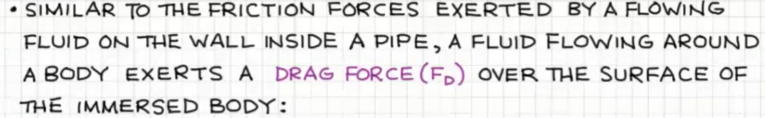 • SIMILAR TO THE FRICTION FORCES EXERTED BY A FLOWING
FLUID ON THE WALL INSIDE A PIPE, A FLUID FLOWING AROUND
A BODY EXERTS A DRAG FORCE (F_D) OVER THE SURFACE OF
THE IMMERSED BODY: